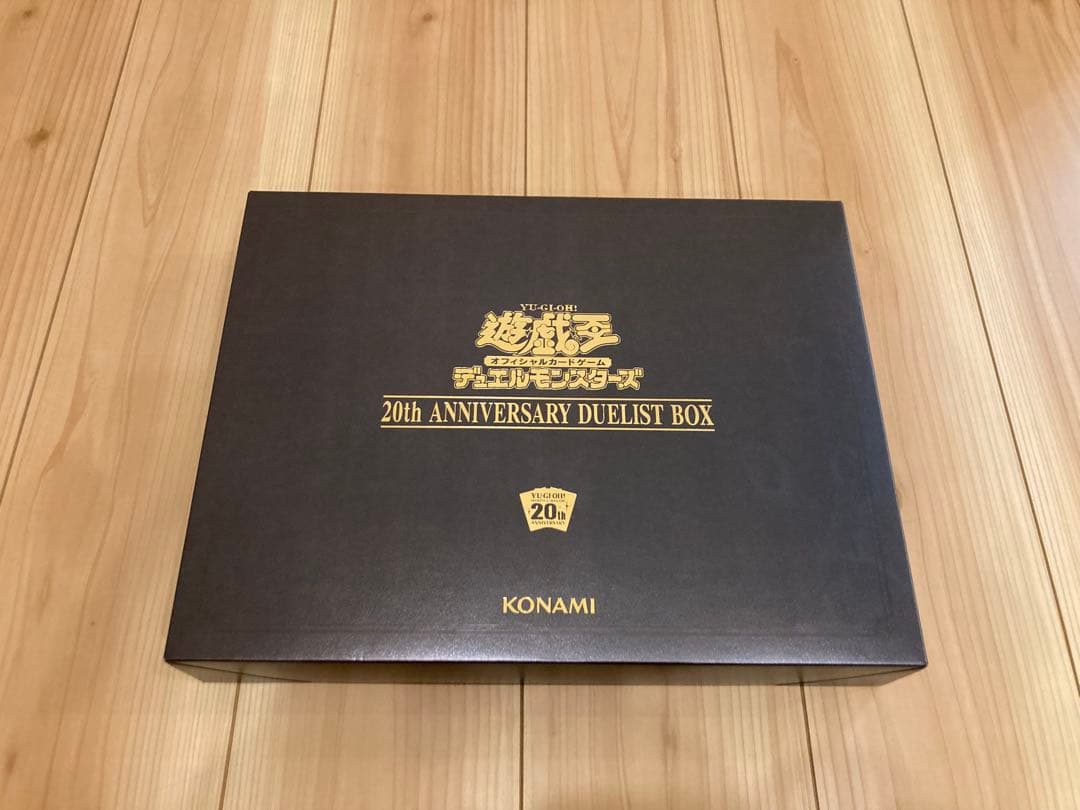 YU-GI-OH!
遊戯王
オフィシャルカードゲーム
デュエルモンスターズ
20th ANNIVERSARY DUELIST BOX
YU-GI-OH!
20th
ANNIVERSARY
KONAMI